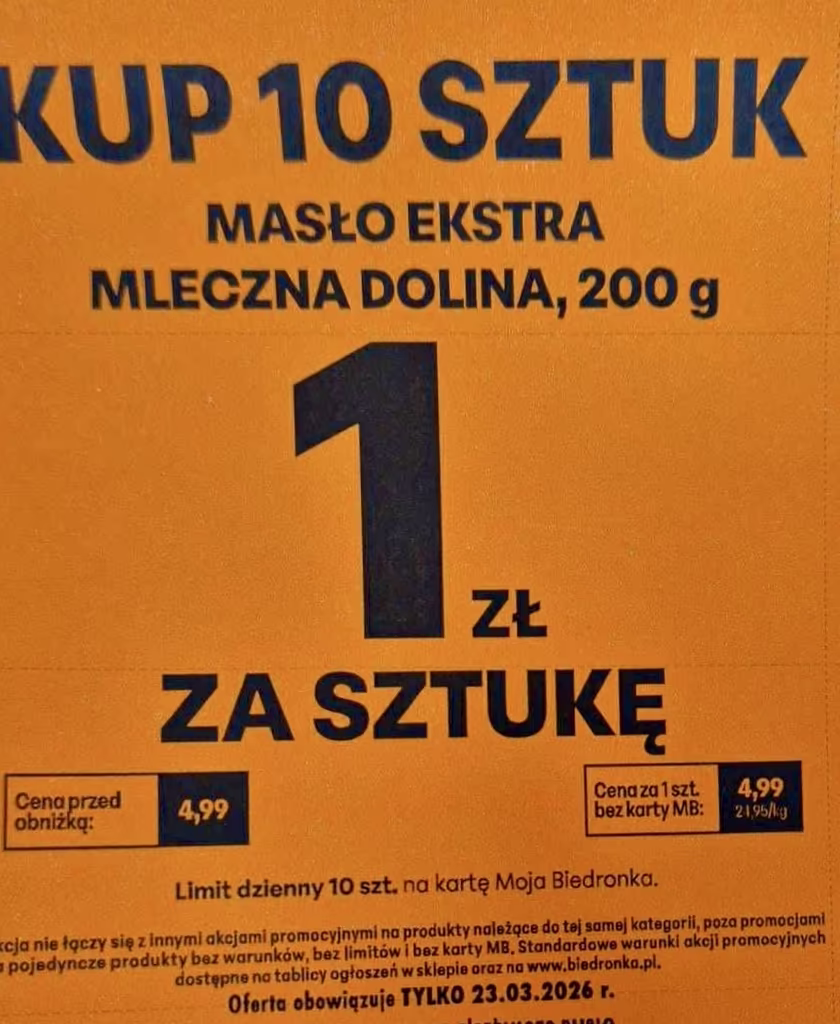 KUP 10 SZTUK
MASŁO EKSTRA
MLECZNA DOLINA, 200 g
1 ZŁ
ZA SZTUKĘ
Cena przed
obniżką:
4,99
Cena za 1 szt.
bez karty MB:
4,99
24,95/kg
Limit dzienny 10 szt. na kartę Moja Biedronka.
nie łączy się z innymi akcjami promocyjnymi na produkty należące do tej samej kategorii, poza promocjami
pojedyncze produkty bez warunków, bez limitów i bez karty MB. Standardowe warunki akcji promocyjnych
dostępne na tablicy ogłoszeń w sklepie oraz na www.biedronka.pl.
Oferta obowiązuje TYLKO 23.03.2026 r.